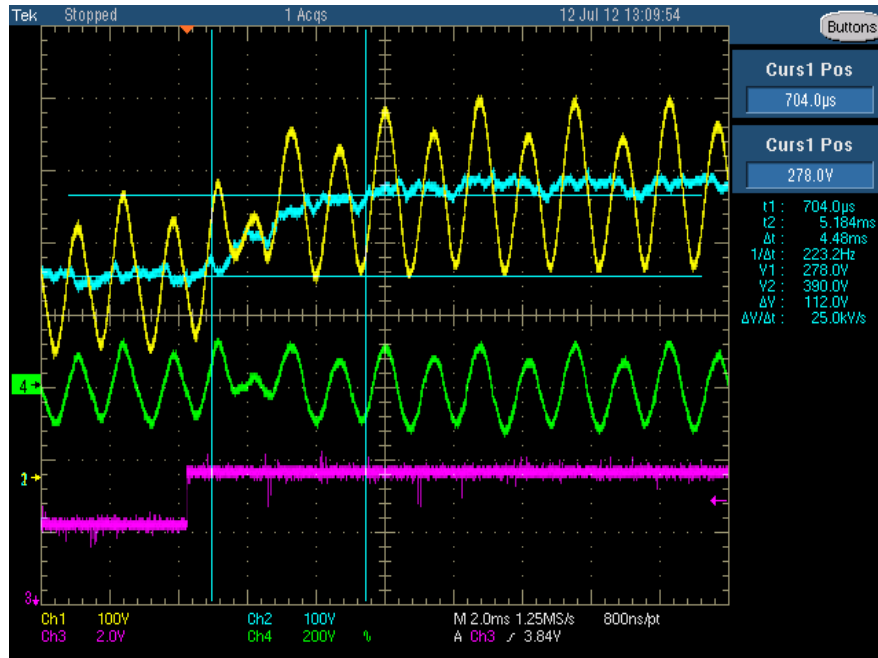 Tek Stopped 1 Acqs 12 Jul 12 13:09:54
Buttons
Curs1 Pos
704.0µs
Curs1 Pos
278.0V
t1 : 704.0µs
t2 : 5.184ms
Δt : 4.48ms
1/Δt : 223.2Hz
V1 : 278.0V
V2 : 390.0V
ΔV : 112.0V
ΔV/Δt : 25.0kV/s
4
3
Ch1 100V Ch2 100V M 2.0ms 1.25MS/s 800ns/pt
Ch3 2.0V Ch4 200V A Ch3 3.84V